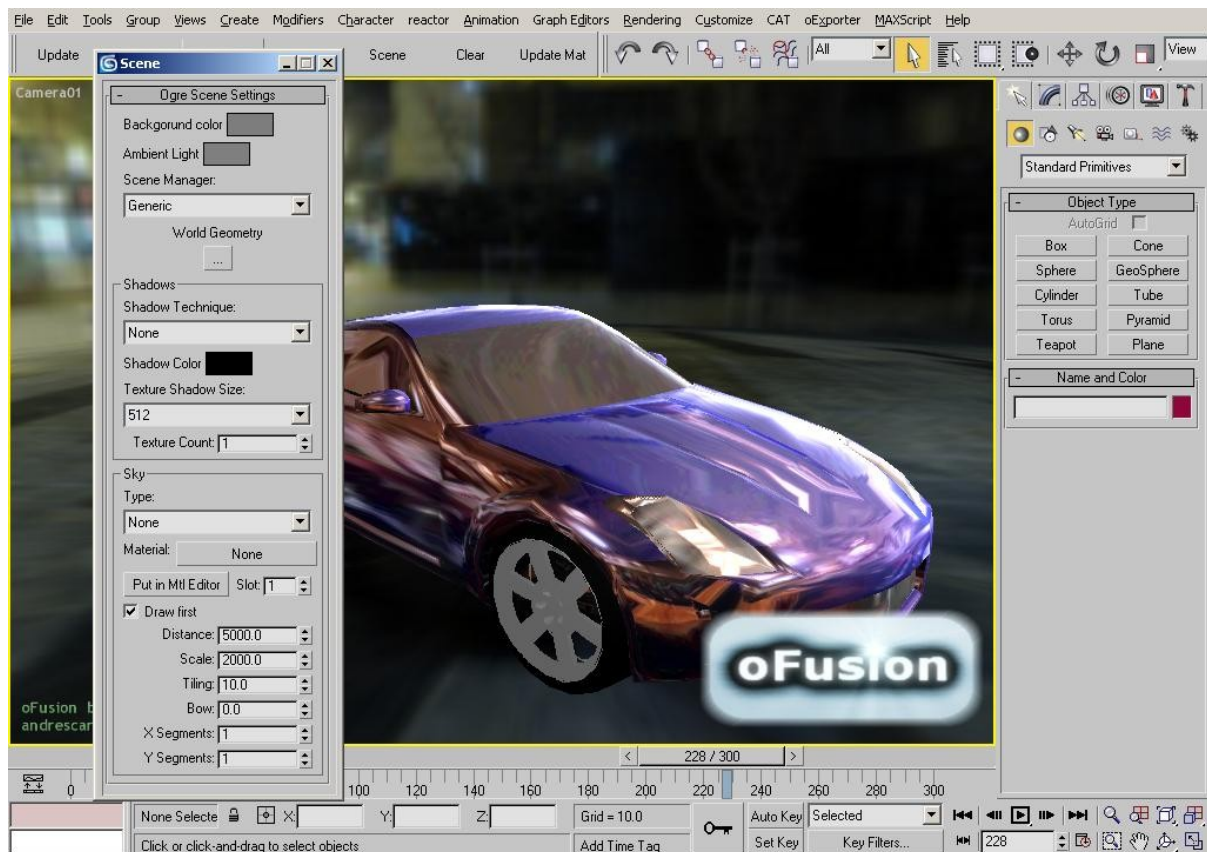 File Edit Tools Group Views Create Modifiers Character reactor Animation Graph Editors Rendering Customize CAT oExporter MAXScript Help
Update Scene Clear Update Mat All View
Scene
Camera01
Ogre Scene Settings
Backgorund color
Ambient Light
Scene Manager:
Generic
World Geometry
...
Shadows
Shadow Technique:
None
Shadow Color
Texture Shadow Size:
512
Texture Count: 1
Sky
Type:
None
Material: None
Put in Mtl Editor Slot: 1
Draw first
Distance: 5000.0
Scale: 2000.0
Tiling: 10.0
Bow: 0.0
X Segments: 1
Y Segments: 1
oFusion
oFusion
andrescar
Standard Primitives
- Object Type
AutoGrid
Box Cone
Sphere GeoSphere
Cylinder Tube
Torus Pyramid
Teapot Plane
- Name and Color
< 228 / 300 >
0 100 120 140 160 180 200 220 240 260 280 300
None Selecte X: Y: Z: Grid = 10.0 Auto Key Selected
Click or click-and-drag to select objects Add Time Tag Set Key Key Filters... 228